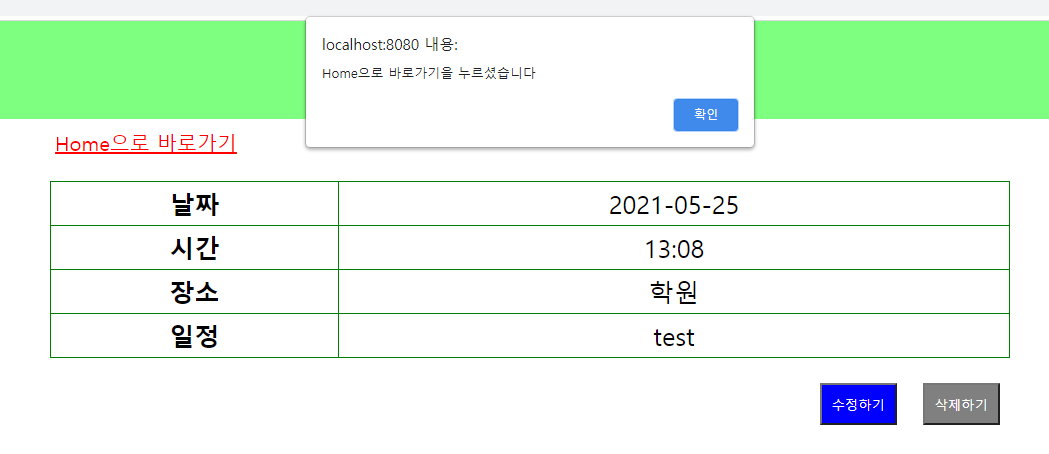 localhost:8080 내용:
Home으로 바로가기을 누르셨습니다
확인
Home으로 바로가기
날짜 2021-05-25
시간 13:08
장소 학원
일정 test
수정하기 삭제하기